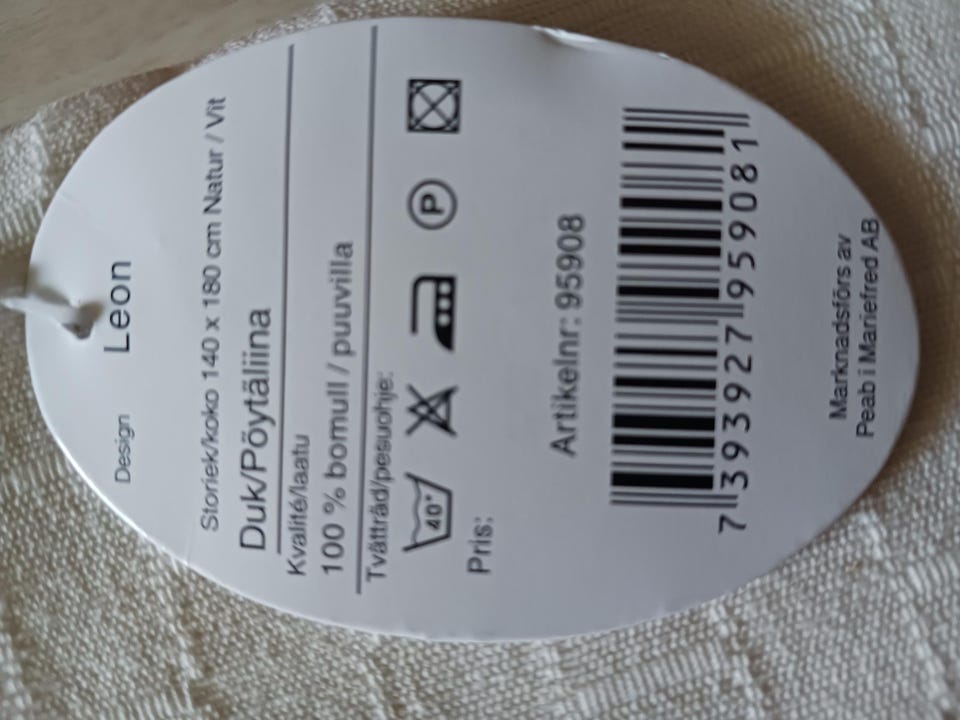 Design Leon
Storlek/koko 140 x 180 cm Natur / Vit
Duk/Pöytäliina
Kvalité/laatu
100 % bomull / puuvilla
Tvättråd/pesuohje:
40° P
Pris:
Artikelnr: 95908
7 393927 959081
Marknadsförs av
Peab i Mariefred AB